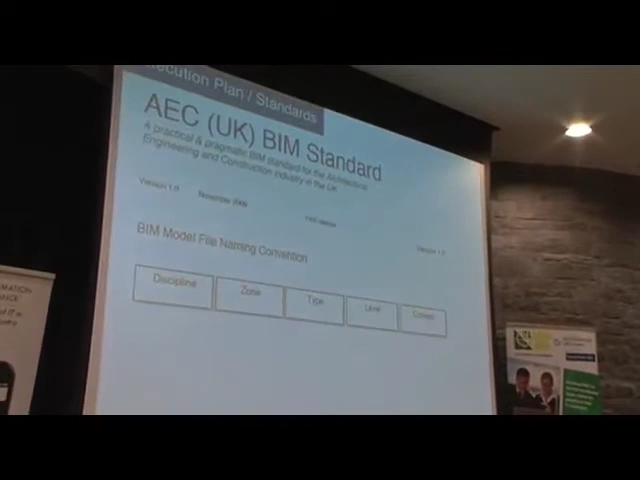 ecution Plan / Standards
AEC (UK) BIM Standard
A practical & pragmatic BIM standard for the Architectural
Engineering and Construction industry in the UK
Version 1.0 November 2009
BIM Model File Naming Convention
Discipline Zone Type Level Content